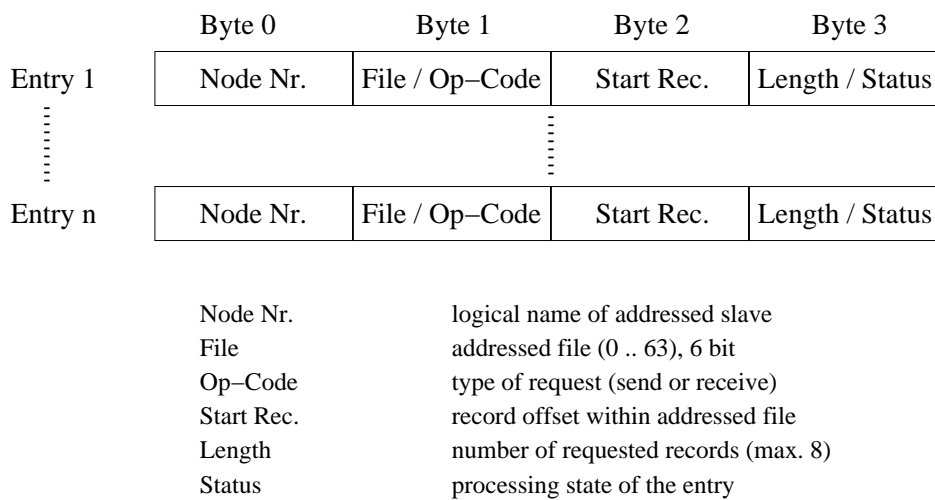 Byte 0 Byte 1 Byte 2 Byte 3
Entry 1 Node Nr. File / Op−Code Start Rec. Length / Status
Entry n Node Nr. File / Op−Code Start Rec. Length / Status
Node Nr. logical name of addressed slave
File addressed file (0 .. 63), 6 bit
Op−Code type of request (send or receive)
Start Rec. record offset within addressed file
Length number of requested records (max. 8)
Status processing state of the entry